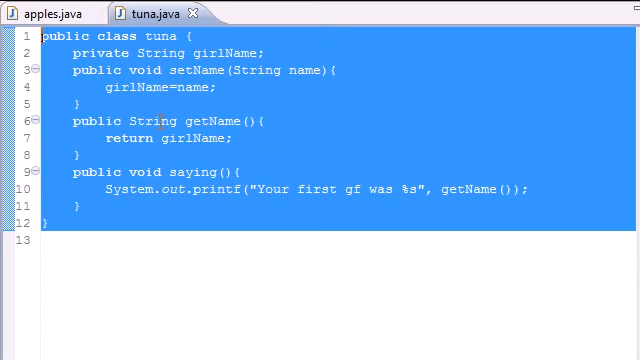 apples.java tuna.java
1 public class tuna {
2 private String girlName;
3 public void setName(String name){
4 girlName=name;
5 }
6 public String getName(){
7 return girlName;
8 }
9 public void saying(){
10 System.out.printf("Your first gf was %s", getName());
11 }
12 }
13